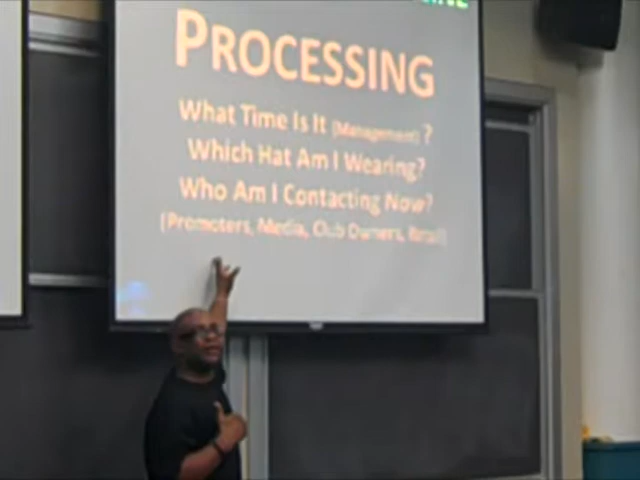 PROCESSING
What Time Is It (Management) ?
Which Hat Am I Wearing?
Who Am I Contacting Now?
(Promoters, Media, Club Owners, Retail)